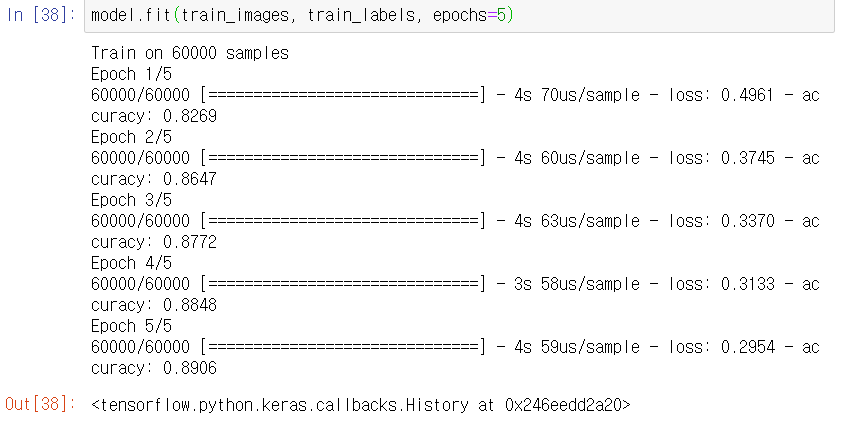 In [38]: model.fit(train_images, train_labels, epochs=5)
Train on 60000 samples
Epoch 1/5
60000/60000 [==============================] - 4s 70us/sample - loss: 0.4961 - ac
curacy: 0.8269
Epoch 2/5
60000/60000 [==============================] - 4s 60us/sample - loss: 0.3745 - ac
curacy: 0.8647
Epoch 3/5
60000/60000 [==============================] - 4s 63us/sample - loss: 0.3370 - ac
curacy: 0.8772
Epoch 4/5
60000/60000 [==============================] - 3s 58us/sample - loss: 0.3133 - ac
curacy: 0.8848
Epoch 5/5
60000/60000 [==============================] - 4s 59us/sample - loss: 0.2954 - ac
curacy: 0.8906
Out[38]: <tensorflow.python.keras.callbacks.History at 0x246eedd2a20>